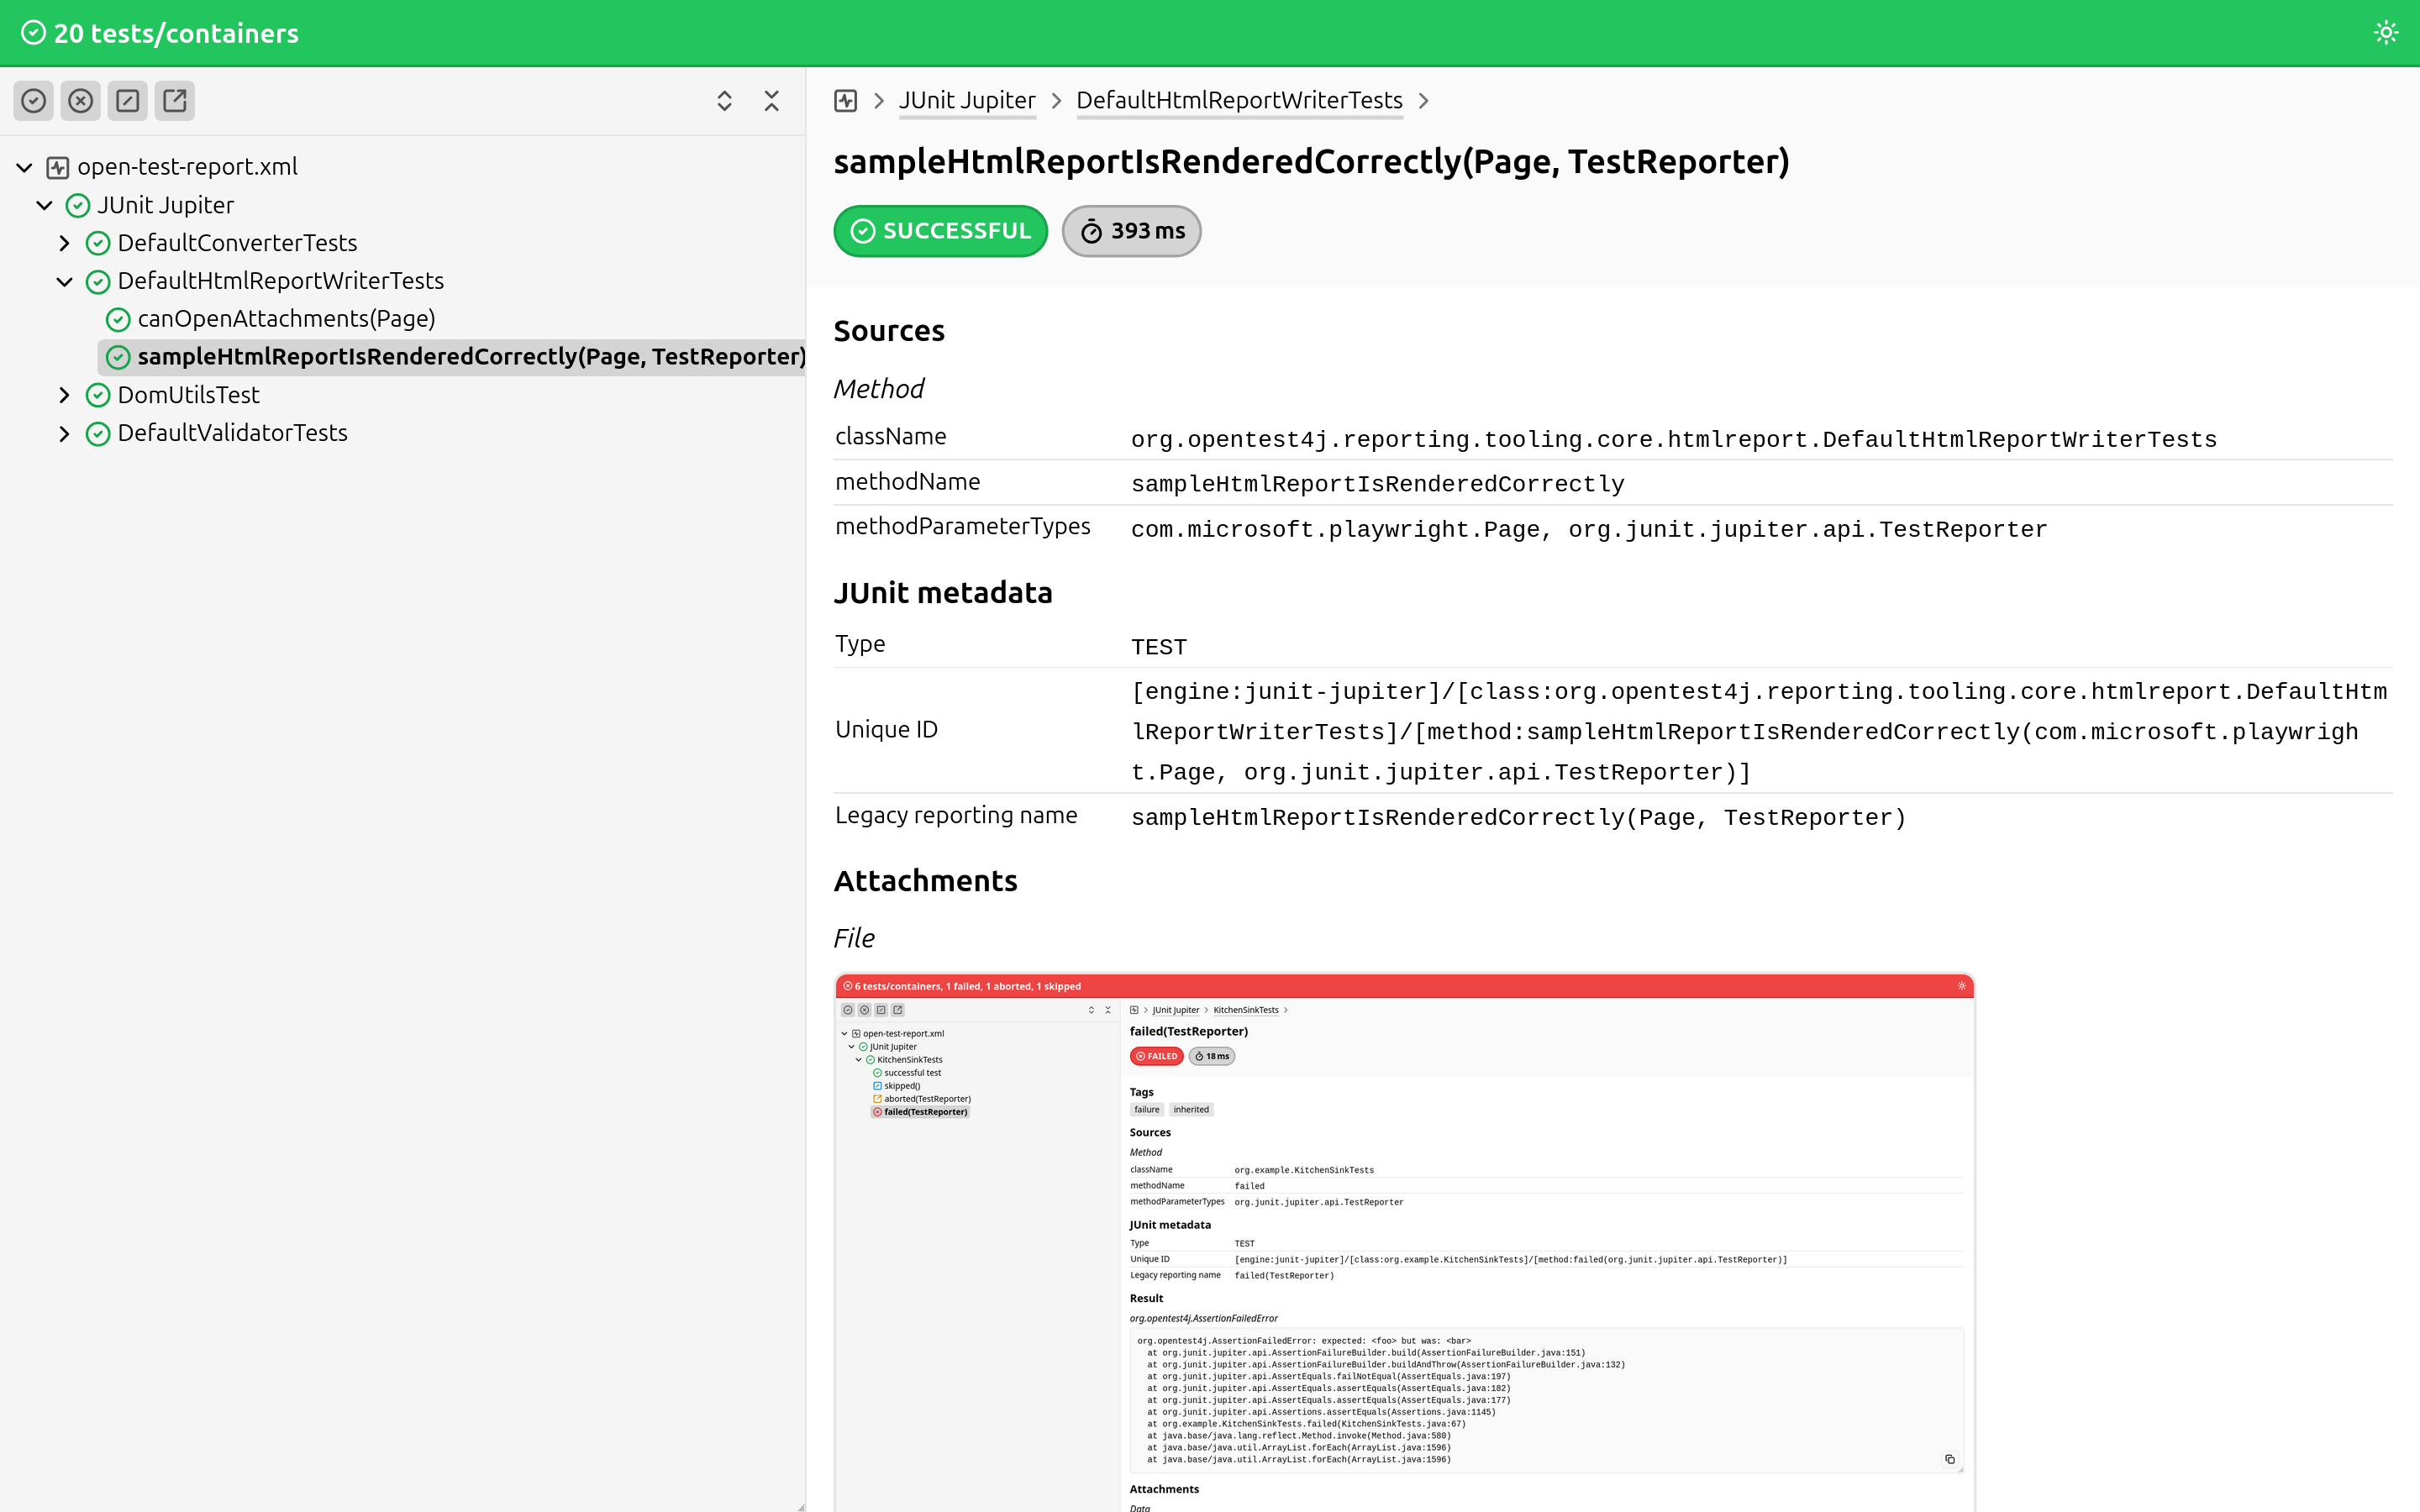 20 tests/containers
open-test-report.xml
JUnit Jupiter
DefaultConverterTests
DefaultHtmlReportWriterTests
canOpenAttachments(Page)
sampleHtmlReportIsRenderedCorrectly(Page, TestReporter)
DomUtilsTest
DefaultValidatorTests
JUnit Jupiter DefaultHtmlReportWriterTests
sampleHtmlReportIsRenderedCorrectly(Page, TestReporter)
SUCCESSFUL 393 ms
Sources
Method
className org.opentest4j.reporting.tooling.core.htmlreport.DefaultHtmlReportWriterTests
methodName sampleHtmlReportIsRenderedCorrectly
methodParameterTypes com.microsoft.playwright.Page, org.junit.jupiter.api.TestReporter
JUnit metadata
Type TEST
Unique ID [engine:junit-jupiter]/[class:org.opentest4j.reporting.tooling.core.htmlreport.DefaultHtm
lReportWriterTests]/[method:sampleHtmlReportIsRenderedCorrectly(com.microsoft.playwrigh
t.Page, org.junit.jupiter.api.TestReporter)]
Legacy reporting name sampleHtmlReportIsRenderedCorrectly(Page, TestReporter)
Attachments
File
6 tests/containers, 1 failed, 1 aborted, 1 skipped
open-test-report.xml
JUnit Jupiter
KitchenSinkTests
successful test
skipped()
aborted(TestReporter)
failed(TestReporter)
JUnit Jupiter KitchenSinkTests
failed(TestReporter)
FAILED 18 ms
Tags
failure inherited
Sources
Method
className org.example.KitchenSinkTests
methodName failed
methodParameterTypes org.junit.jupiter.api.TestReporter
JUnit metadata
Type TEST
Unique ID [engine:junit-jupiter]/[class:org.example.KitchenSinkTests]/[method:failed(org.junit.jupiter.api.TestReporter)]
Legacy reporting name failed(TestReporter)
Result
org.opentest4j.AssertionFailedError
org.opentest4j.AssertionFailedError: expected: <foo> but was: <bar>
at org.junit.jupiter.api.AssertionFailureBuilder.build(AssertionFailureBuilder.java:151)
at org.junit.jupiter.api.AssertionFailureBuilder.buildAndThrow(AssertionFailureBuilder.java:132)
at org.junit.jupiter.api.AssertEquals.failNotEqual(AssertEquals.java:197)
at org.junit.jupiter.api.AssertEquals.assertEquals(AssertEquals.java:182)
at org.junit.jupiter.api.AssertEquals.assertEquals(AssertEquals.java:177)
at org.junit.jupiter.api.Assertions.assertEquals(Assertions.java:1145)
at org.example.KitchenSinkTests.failed(KitchenSinkTests.java:67)
at java.base/java.lang.reflect.Method.invoke(Method.java:580)
at java.base/java.util.ArrayList.forEach(ArrayList.java:1596)
at java.base/java.util.ArrayList.forEach(ArrayList.java:1596)
Attachments
Data